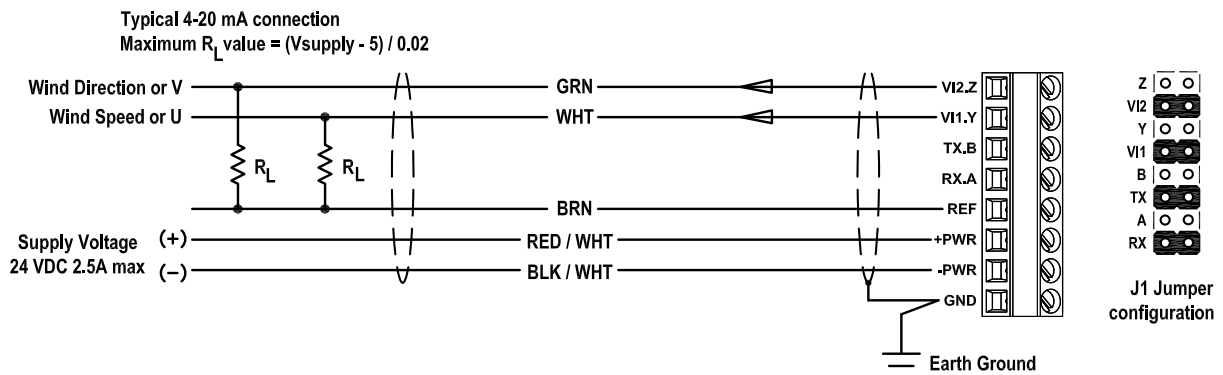 Typical 4-20 mA connection
Maximum RL value = (Vsupply - 5) / 0.02
Wind Direction or V
GRN
VI2.Z
Wind Speed or U
WHT
VI1.Y
TX.B
RX.A
RL
RL
BRN
REF
Supply Voltage
24 VDC 2.5A max
(+)
RED / WHT
+PWR
(–)
BLK / WHT
-PWR
GND
Earth Ground
Z
VI2
Y
VI1
B
TX
A
RX
J1 Jumper
configuration